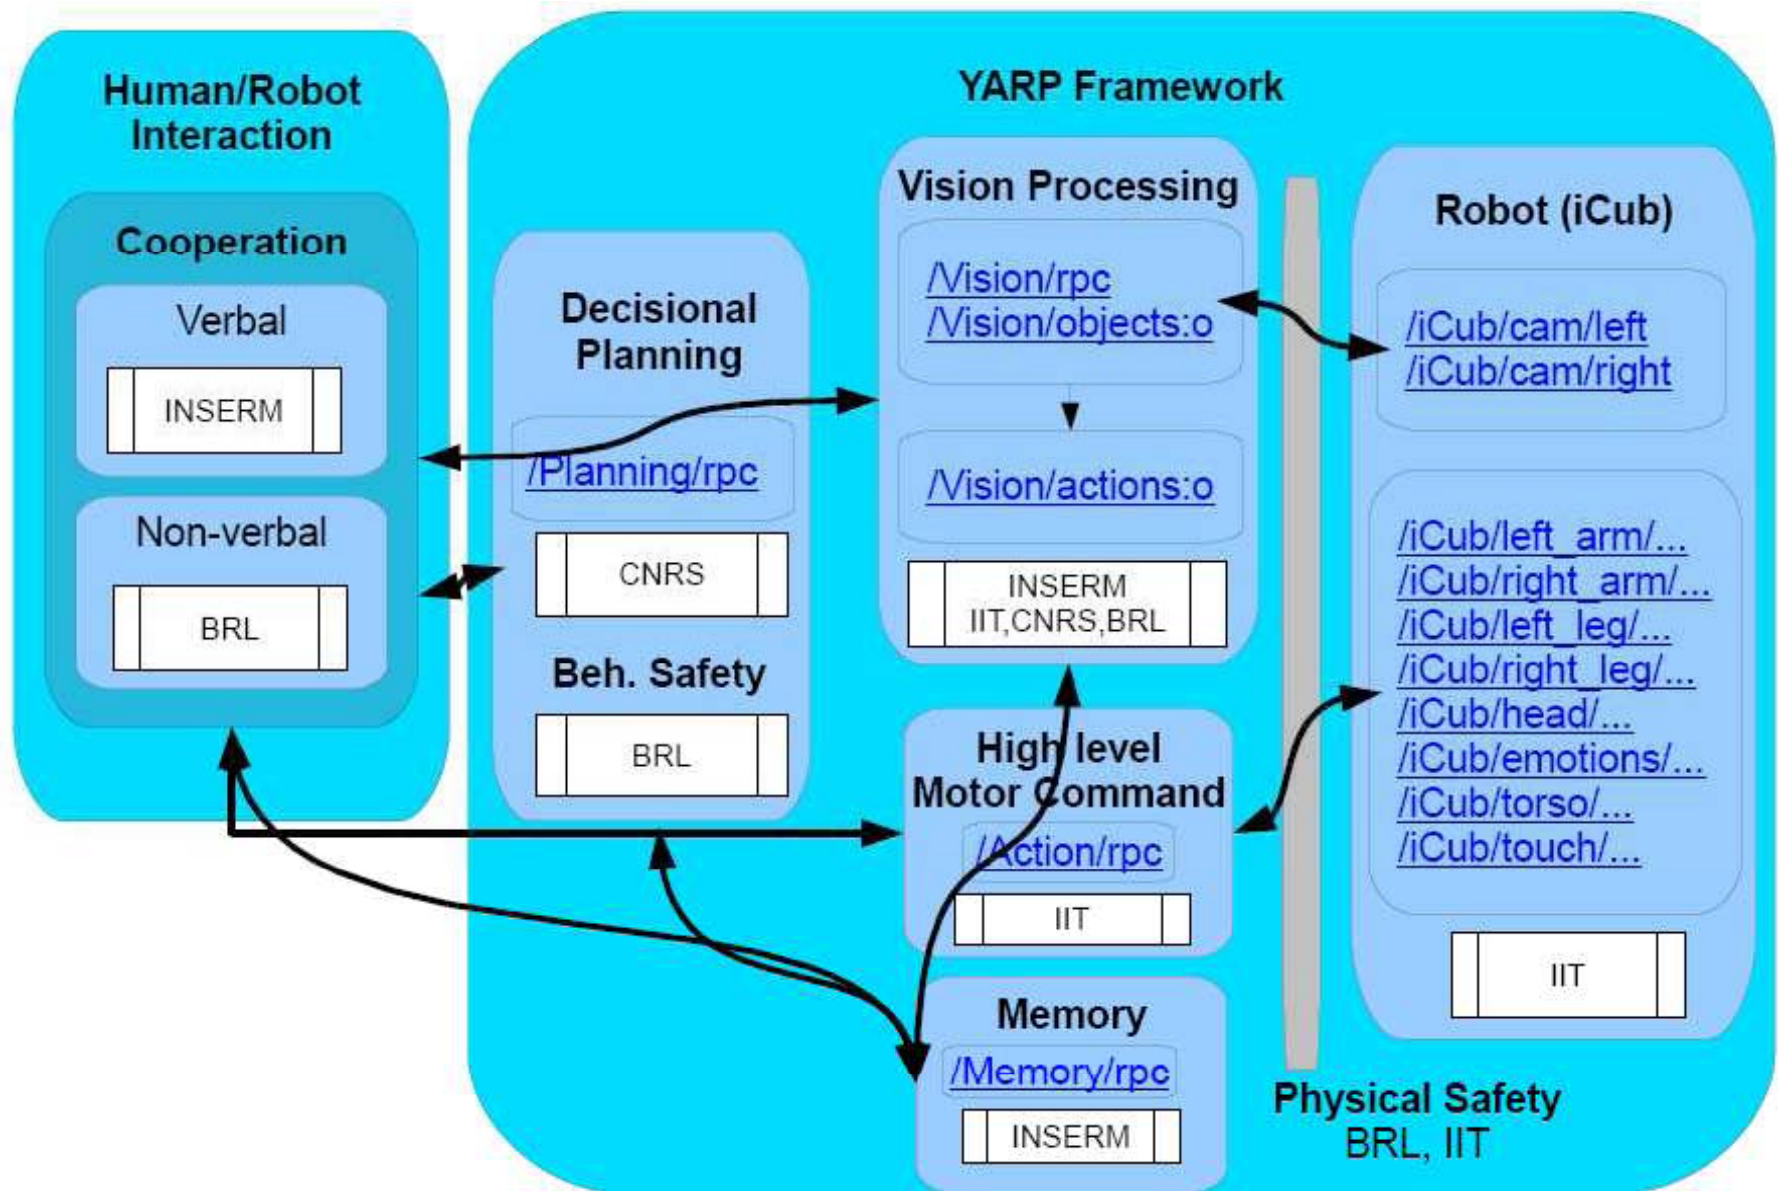 Human/Robot
Interaction
Cooperation
Verbal
INSERM
Non-verbal
BRL
YARP Framework
Decisional
Planning
/Planning/rpc
CNRS
Beh. Safety
BRL
Vision Processing
/Vision/rpc
/Vision/objects:o
/Vision/actions:o
INSERM
IIT,CNRS,BRL
High level
Motor Command
/Action/rpc
IIT
Memory
/Memory/rpc
INSERM
Robot (iCub)
/iCub/cam/left
/iCub/cam/right
/iCub/left_arm/...
/iCub/right_arm/...
/iCub/left_leg/...
/iCub/right_leg/...
/iCub/head/...
/iCub/emotions/...
/iCub/torso/...
/iCub/touch/...
IIT
Physical Safety
BRL, IIT